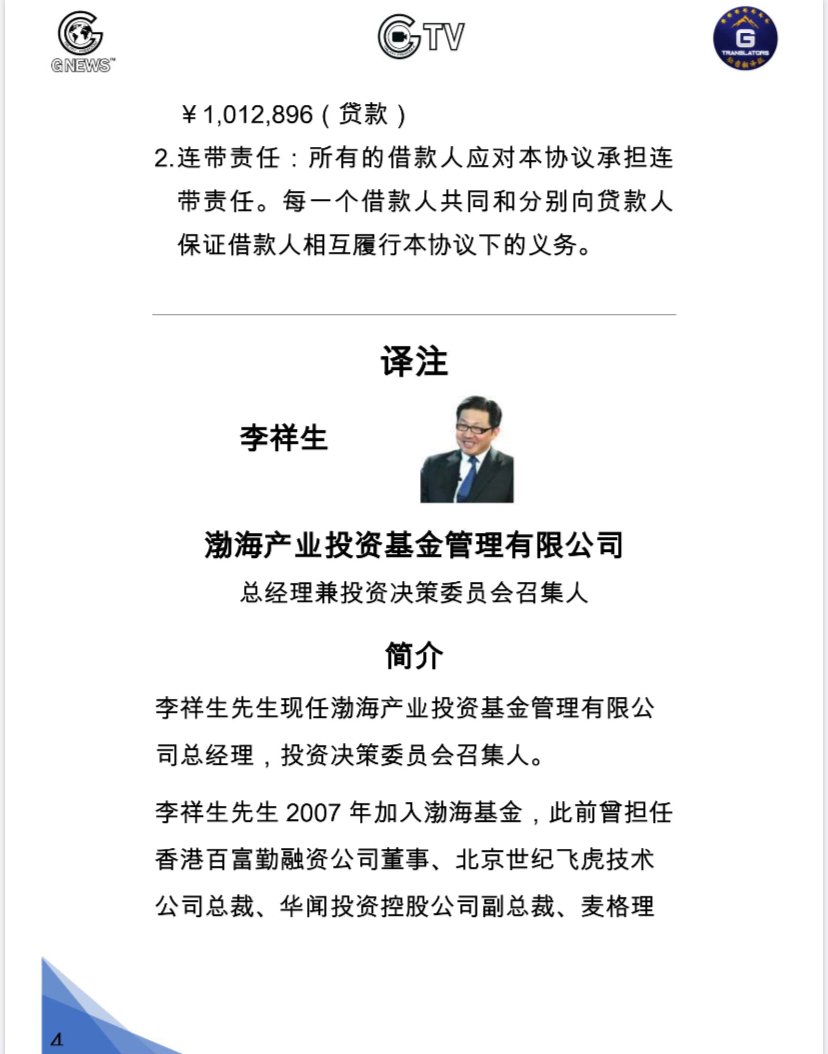 GNEWS™
GTV
G
TRANSLATORS
￥1,012,896（贷款）
2.连带责任：所有的借款人应对本协议承担连
带责任。每一个借款人共同和分别向贷款人
保证借款人相互履行本协议下的义务。
译注
李祥生
渤海产业投资基金管理有限公司
总经理兼投资决策委员会召集人
简介
李祥生先生现任渤海产业投资基金管理有限公
司总经理，投资决策委员会召集人。
李祥生先生 2007 年加入渤海基金，此前曾担任
香港百富勤融资公司董事、北京世纪飞虎技术
公司总裁、华闻投资控股公司副总裁、麦格理
4